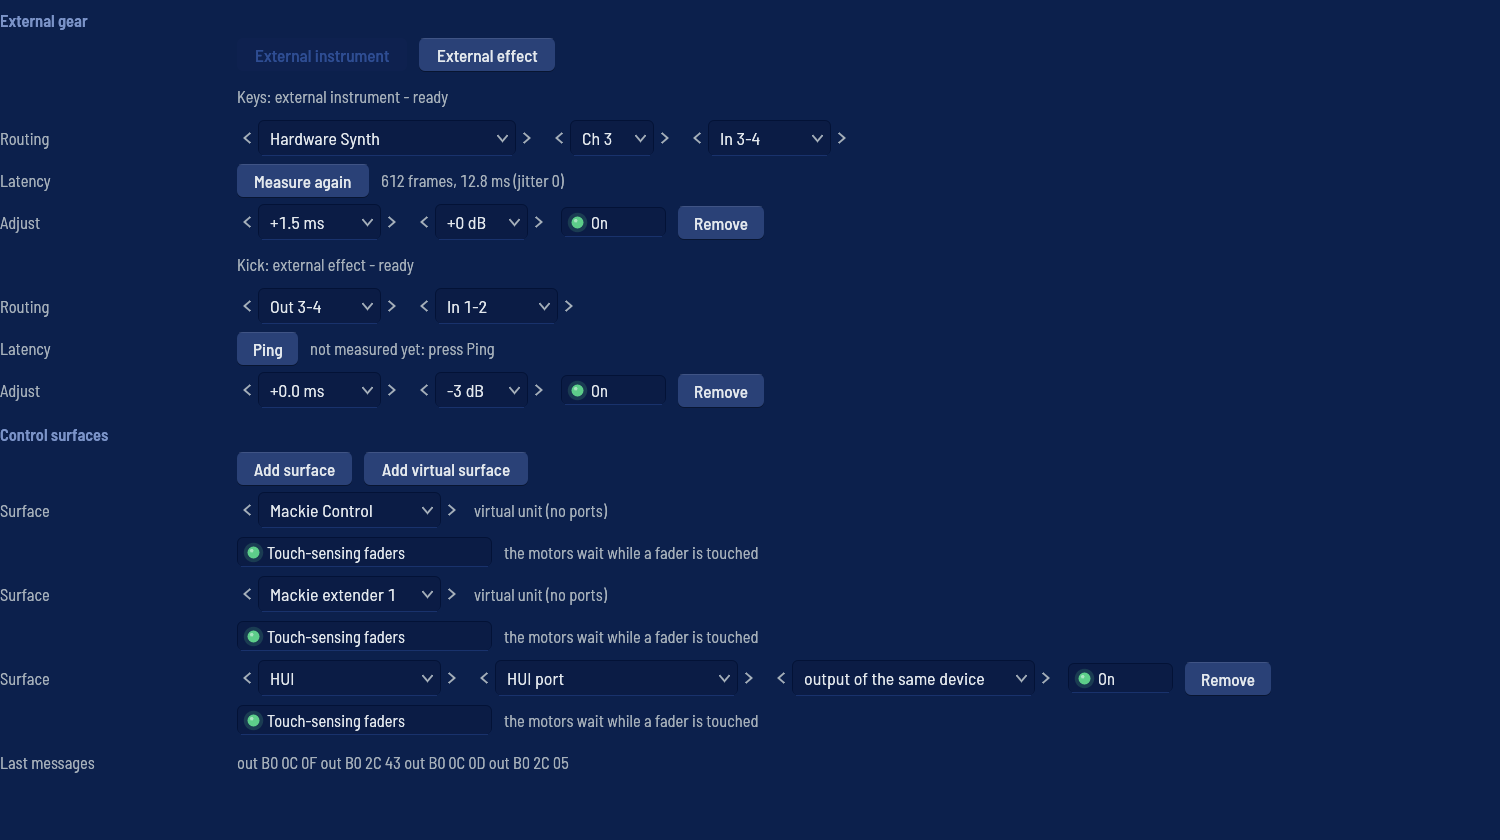 External gear
External instrument External effect
Keys: external instrument - ready
Routing Hardware Synth Ch 3 In 3-4
Latency Measure again 612 frames, 12.8 ms (jitter 0)
Adjust +1.5 ms +0 dB On Remove
Kick: external effect - ready
Routing Out 3-4 In 1-2
Latency Ping not measured yet: press Ping
Adjust +0.0 ms -3 dB On Remove
Control surfaces
Add surface Add virtual surface
Surface Mackie Control virtual unit (no ports)
Touch-sensing faders the motors wait while a fader is touched
Surface Mackie extender 1 virtual unit (no ports)
Touch-sensing faders the motors wait while a fader is touched
Surface HUI HUI port output of the same device On Remove
Touch-sensing faders the motors wait while a fader is touched
Last messages out B0 0C 0F out B0 2C 43 out B0 0C 0D out B0 2C 05